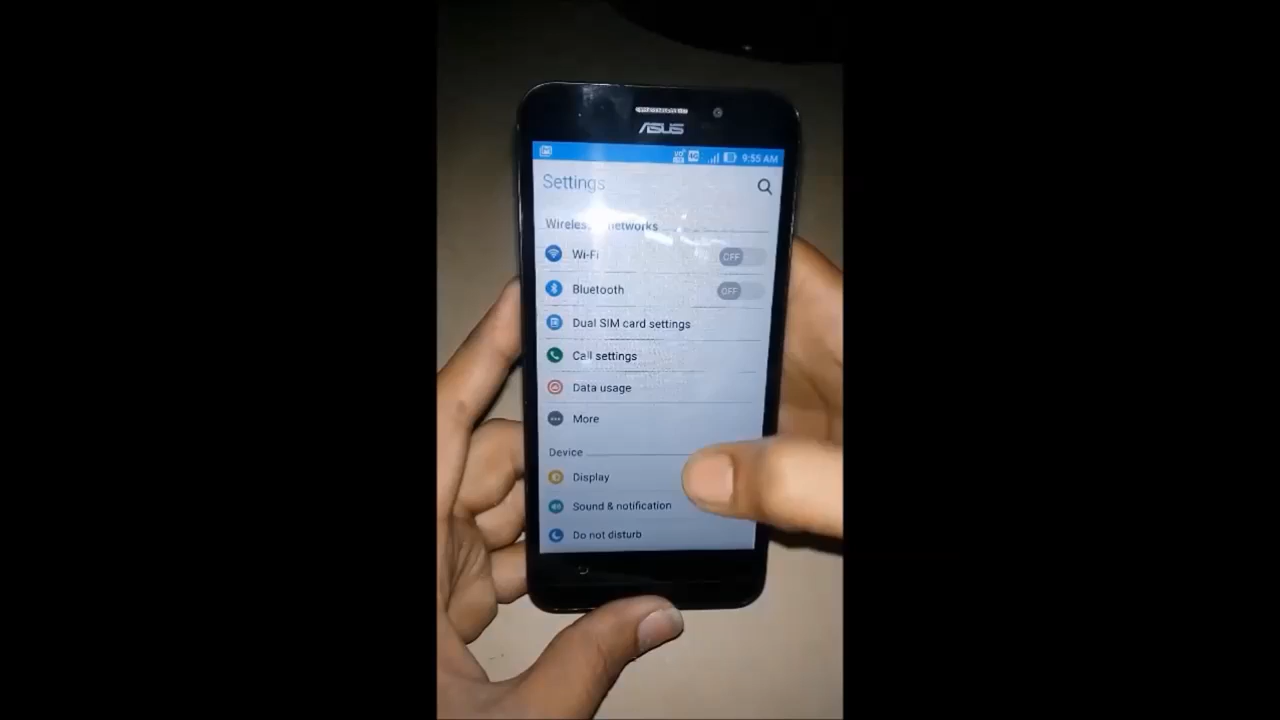 ASUS
4G 9:55 AM
Settings
networks
Wi-Fi
OFF
Bluetooth
OFF
Dual SIM card settings
Call settings
Data usage
More
Device
Display
Sound & notification
Do not disturb